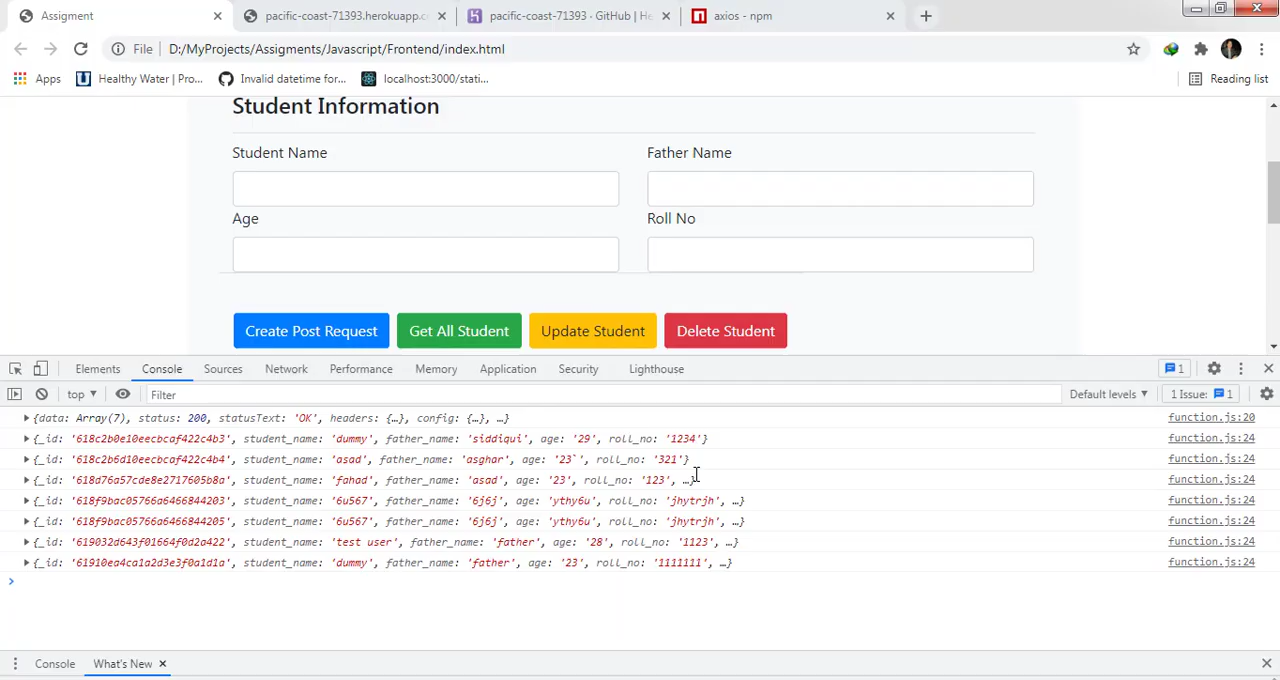 Assigment
pacific-coast-71393.herokuapp.c
pacific-coast-71393 · GitHub | He
axios - npm
File | D:/MyProjects/Assigments/Javascript/Frontend/index.html
Apps
Healthy Water | Pro...
Invalid datetime for...
localhost:3000/stati...
Reading list
Student Information
Student Name
Father Name
Age
Roll No
Create Post Request
Get All Student
Update Student
Delete Student
Elements
Console
Sources
Network
Performance
Memory
Application
Security
Lighthouse
1
top
Filter
Default levels
1 Issue:
1
{data: Array(7), status: 200, statusText: 'OK', headers: {…}, config: {…}, …} function.js:20
{_id: '618c2b0e10eecbcaf422c4b3', student_name: 'dummy', father_name: 'siddiqui', age: '29', roll_no: '1234'} function.js:24
{_id: '618c2b6d10eecbcaf422c4b4', student_name: 'asad', father_name: 'asghar', age: '23`', roll_no: '321'} function.js:24
{_id: '618d76a57cde8e2717605b8a', student_name: 'fahad', father_name: 'asad', age: '23', roll_no: '123', …} function.js:24
{_id: '618f9bac05766a6466844203', student_name: '6u567', father_name: '6j6j', age: 'ythy6u', roll_no: 'jhytrjh', …} function.js:24
{_id: '618f9bac05766a6466844205', student_name: '6u567', father_name: '6j6j', age: 'ythy6u', roll_no: 'jhytrjh', …} function.js:24
{_id: '619032d643f01664f0d2a422', student_name: 'test user', father_name: 'father', age: '28', roll_no: '1123', …} function.js:24
{_id: '61910ea4ca1a2d3e3f0a1d1a', student_name: 'dummy', father_name: 'father', age: '23', roll_no: '1111111', …} function.js:24
Console
What's New